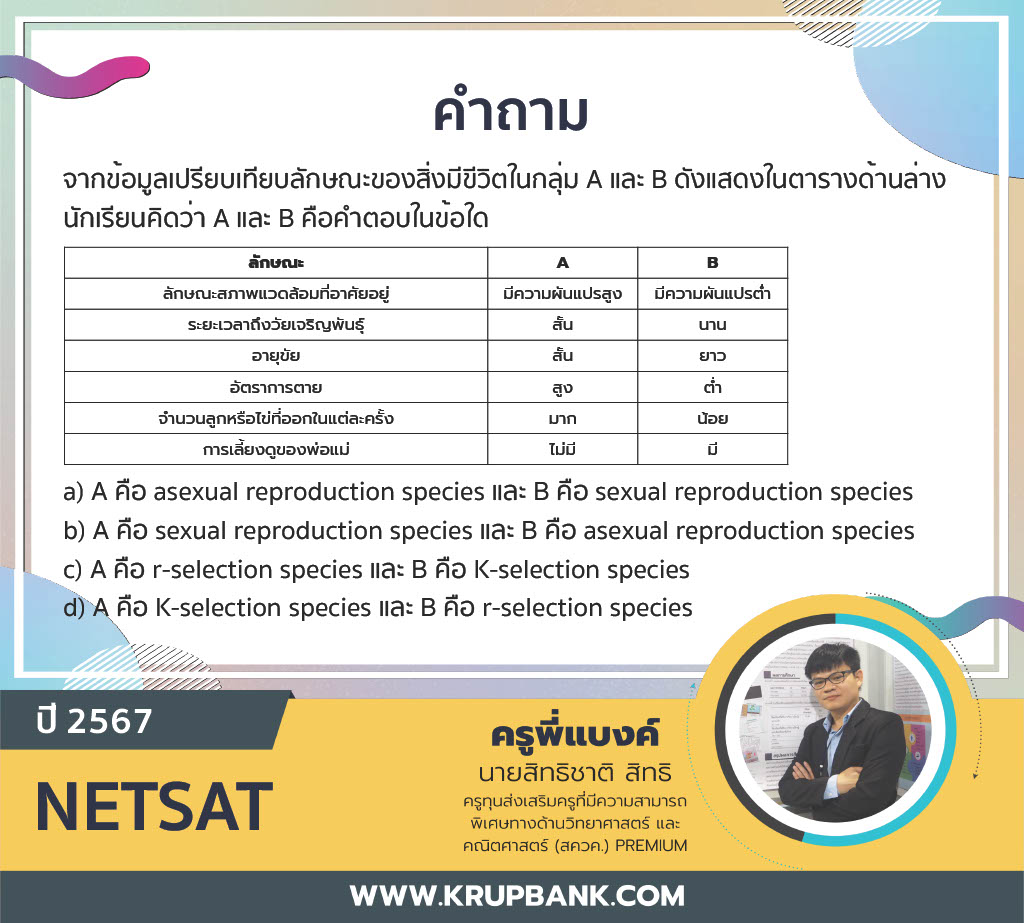 คำถาม
จากข้อมูลเปรียบเทียบลักษณะของสิ่งมีชีวิตในกลุ่ม A และ B ดังแสดงในตารางด้านล่าง
นักเรียนคิดว่า A และ B คือคำตอบในข้อใด
ลักษณะ A B
ลักษณะสภาพแวดล้อมที่อาศัยอยู่ มีความผันแปรสูง มีความผันแปรต่ำ
ระยะเวลาถึงวัยเจริญพันธุ์ สั้น นาน
อายุขัย สั้น ยาว
อัตราการตาย สูง ต่ำ
จำนวนลูกหรือไข่ที่ออกในแต่ละครั้ง มาก น้อย
การเลี้ยงดูของพ่อแม่ ไม่มี มี
a) A คือ asexual reproduction species และ B คือ sexual reproduction species
b) A คือ sexual reproduction species และ B คือ asexual reproduction species
c) A คือ r-selection species และ B คือ K-selection species
d) A คือ K-selection species และ B คือ r-selection species
ปี 2567
NETSAT
ครูพี่แบงค์
นายสิทธิชาติ สิทธิ
ครูทุนส่งเสริมครูที่มีความสามารถ
พิเศษทางด้านวิทยาศาสตร์ และ
คณิตศาสตร์ (สควค.) PREMIUM
WWW.KRUPBANK.COM